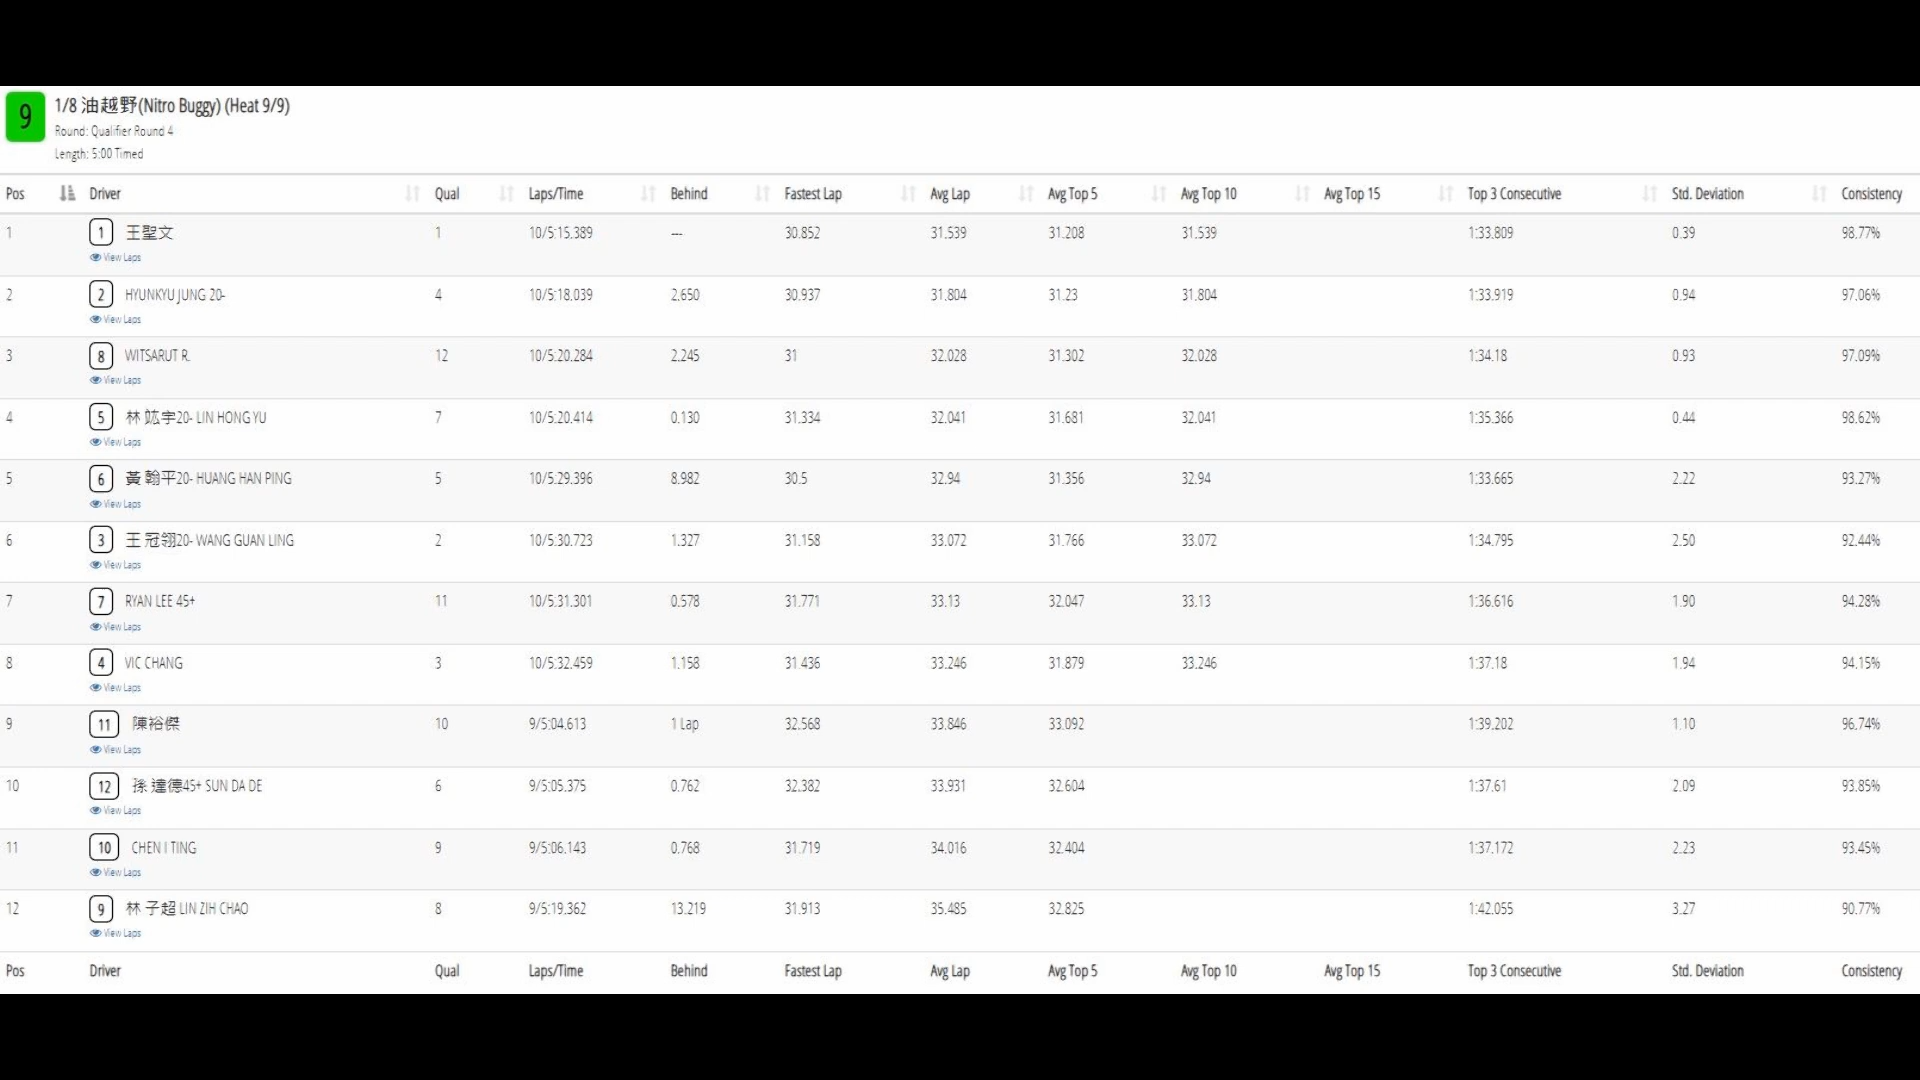 9
1/8 油越野(Nitro Buggy) (Heat 9/9)
Round: Qualifier Round 4
Length: 5:00 Timed
Pos Driver Qual Laps/Time Behind Fastest Lap Avg Lap Avg Top 5 Avg Top 10 Avg Top 15 Top 3 Consecutive Std. Deviation Consistency
1 1 王聖文 1 10/5:15.389 --- 30.852 31.539 31.208 31.539 1:33.809 0.39 98.77%
View Laps
2 2 HYUNKYU JUNG 20- 4 10/5:18.039 2.650 30.937 31.804 31.23 31.804 1:33.919 0.94 97.06%
View Laps
3 8 WITSARUT R. 12 10/5:20.284 2.245 31 32.028 31.302 32.028 1:34.18 0.93 97.09%
View Laps
4 5 林 竑宇20- LIN HONG YU 7 10/5:20.414 0.130 31.334 32.041 31.681 32.041 1:35.366 0.44 98.62%
View Laps
5 6 黃 翰平20- HUANG HAN PING 5 10/5:29.396 8.982 30.5 32.94 31.356 32.94 1:33.665 2.22 93.27%
View Laps
6 3 王 冠翎20- WANG GUAN LING 2 10/5:30.723 1.327 31.158 33.072 31.766 33.072 1:34.795 2.50 92.44%
View Laps
7 7 RYAN LEE 45+ 11 10/5:31.301 0.578 31.771 33.13 32.047 33.13 1:36.616 1.90 94.28%
View Laps
8 4 VIC CHANG 3 10/5:32.459 1.158 31.436 33.246 31.879 33.246 1:37.18 1.94 94.15%
View Laps
9 11 陳裕傑 10 9/5:04.613 1 Lap 32.568 33.846 33.092 1:39.202 1.10 96.74%
View Laps
10 12 孫 達德45+ SUN DA DE 6 9/5:05.375 0.762 32.382 33.931 32.604 1:37.61 2.09 93.85%
View Laps
11 10 CHEN I TING 9 9/5:06.143 0.768 31.719 34.016 32.404 1:37.172 2.23 93.45%
View Laps
12 9 林 子超 LIN ZIH CHAO 8 9/5:19.362 13.219 31.913 35.485 32.825 1:42.055 3.27 90.77%
View Laps
Pos Driver Qual Laps/Time Behind Fastest Lap Avg Lap Avg Top 5 Avg Top 10 Avg Top 15 Top 3 Consecutive Std. Deviation Consistency